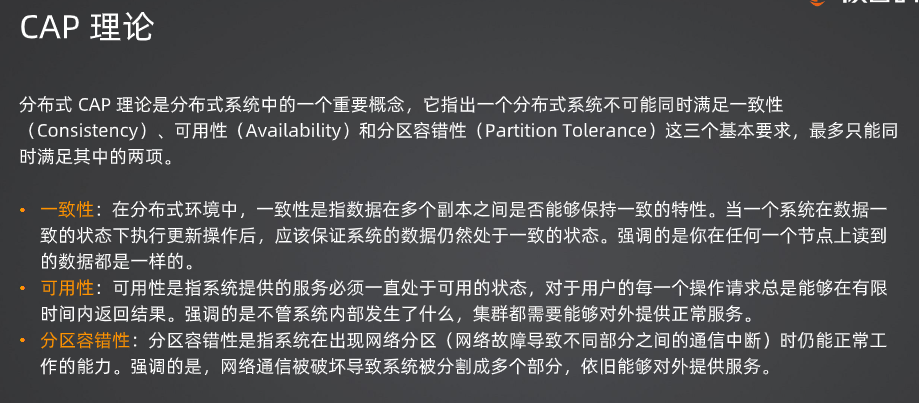 CAP 理论
分布式 CAP 理论是分布式系统中的一个重要概念，它指出一个分布式系统不可能同时满足一致性
（Consistency）、可用性（Availability）和分区容错性（Partition Tolerance）这三个基本要求，最多只能同
时满足其中的两项。
• 一致性：在分布式环境中，一致性是指数据在多个副本之间是否能够保持一致的特性。当一个系统在数据一
致的状态下执行更新操作后，应该保证系统的数据仍然处于一致的状态。强调的是你在任何一个节点上读到
的数据都是一样的。
• 可用性：可用性是指系统提供的服务必须一直处于可用的状态，对于用户的每一个操作请求总是能够在有限
时间内返回结果。强调的是不管系统内部发生了什么，集群都需要能够对外提供正常服务。
• 分区容错性：分区容错性是指系统在出现网络分区（网络故障导致不同部分之间的通信中断）时仍能正常工
作的能力。强调的是，网络通信被破坏导致系统被分割成多个部分，依旧能够对外提供服务。